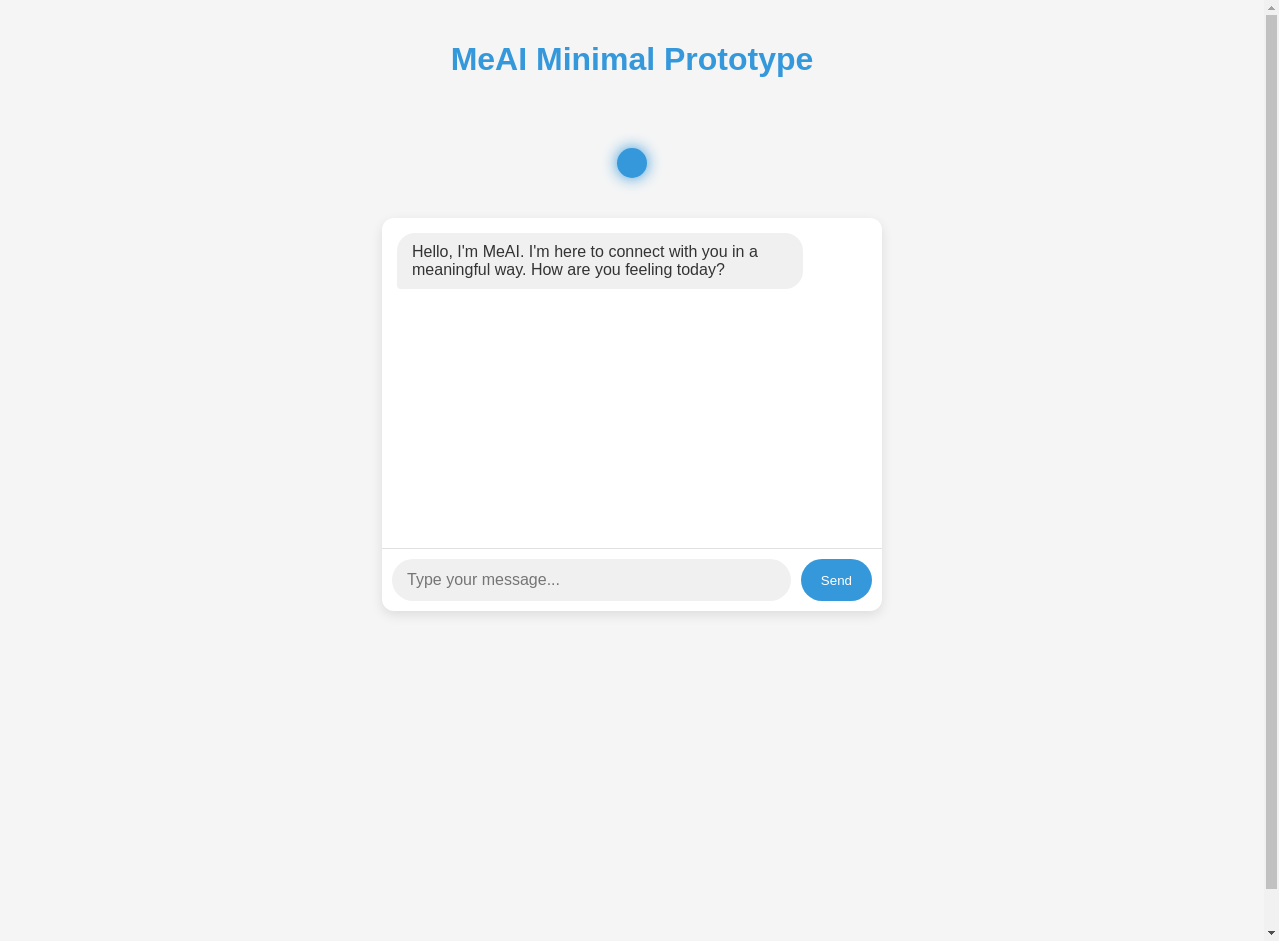 MeAI Minimal Prototype
Hello, I'm MeAI. I'm here to connect with you in a
meaningful way. How are you feeling today?
Type your message...
Send